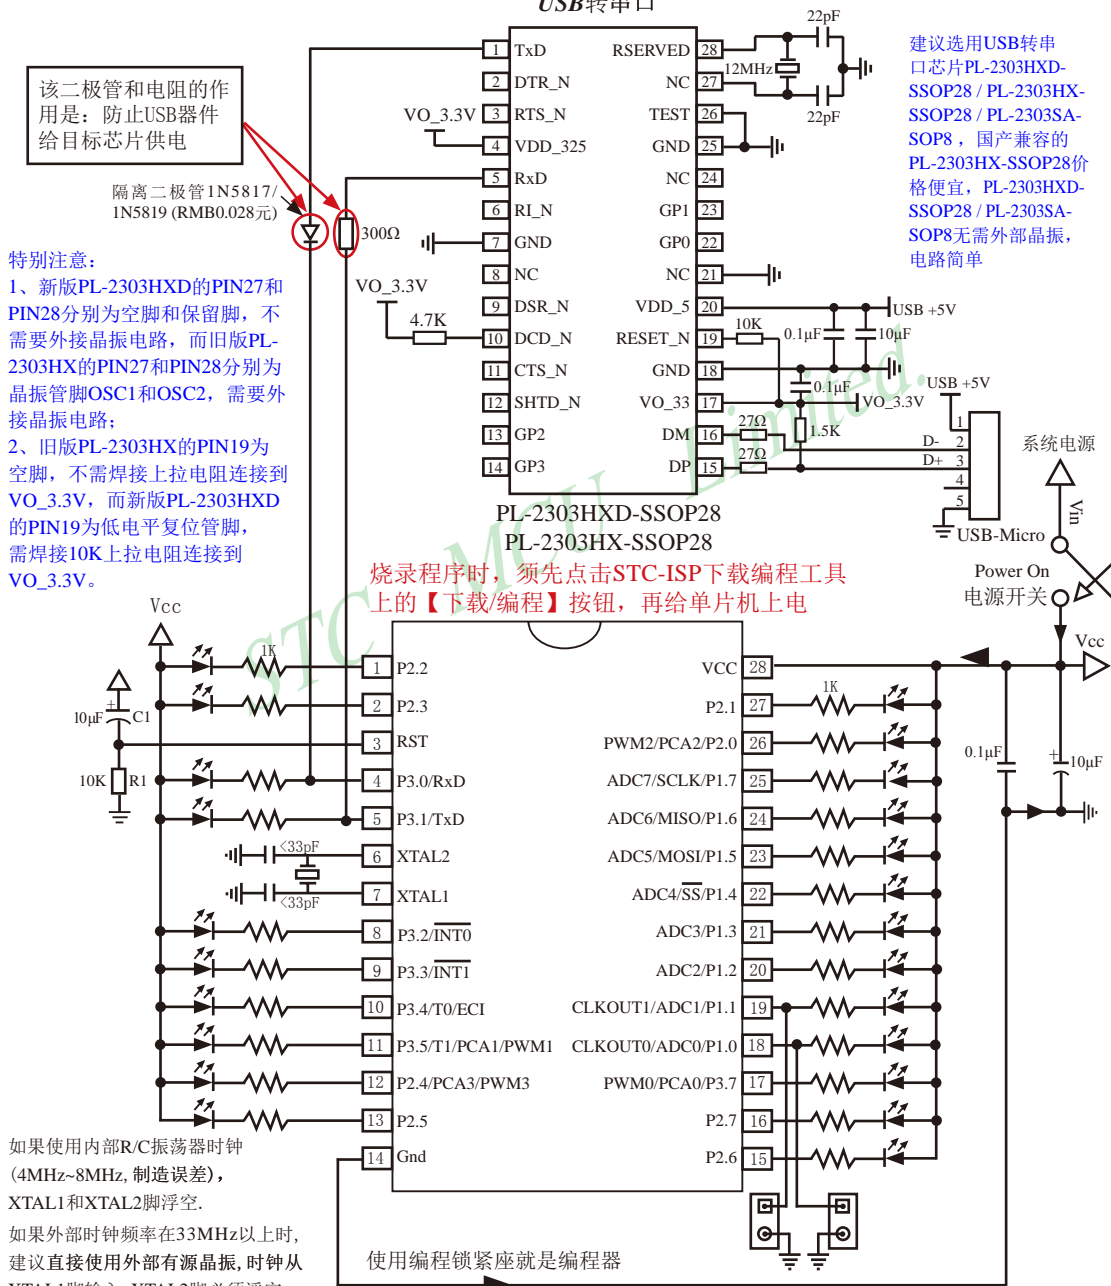 USB转串口
22pF
1 TxD RSERVED 28
12MHz
2 DTR_N NC 27
22pF
VO_3.3V
3 RTS_N TEST 26
4 VDD_325 GND 25
5 RxD NC 24
6 RI_N GP1 23
7 GND GP0 22
8 NC NC 21
9 DSR_N VDD_5 20
10 DCD_N RESET_N 19
11 CTS_N GND 18
12 SHTD_N VO_33 17
13 GP2 DM 16
14 GP3 DP 15
该二极管和电阻的作
用是：防止USB器件
给目标芯片供电
隔离二极管1N5817/
1N5819 (RMB0.028元)
300Ω
VO_3.3V
4.7K
建议选用USB转串
口芯片PL-2303HXD-
SSOP28 / PL-2303HX-
SSOP28 / PL-2303SA-
SOP8，国产兼容的
PL-2303HX-SSOP28价
格便宜，PL-2303HXD-
SSOP28 / PL-2303SA-
SOP8无需外部晶振，
电路简单
特别注意：
1、新版PL-2303HXD的PIN27和
PIN28分别为空脚和保留脚，不
需要外接晶振电路，而旧版PL-
2303HX的PIN27和PIN28分别为
晶振管脚OSC1和OSC2，需要外
接晶振电路；
2、旧版PL-2303HX的PIN19为
空脚，不需焊接上拉电阻连接到
VO_3.3V，而新版PL-2303HXD
的PIN19为低电平复位管脚，
需焊接10K上拉电阻连接到
VO_3.3V。
USB +5V
10K
0.1μF
10μF
0.1μF
VO_3.3V
1.5K
27Ω
27Ω
USB +5V
D-
D+
1
2
3
4
5
USB-Micro
系统电源
Vin
Power On
电源开关
Vcc
PL-2303HXD-SSOP28
PL-2303HX-SSOP28
STC MCU Limited.
烧录程序时，须先点击STC-ISP下载编程工具
上的【下载/编程】按钮，再给单片机上电
Vcc
1K
10μF
+
C1
10K
R1
<33pF
<33pF
1 P2.2 VCC 28
2 P2.3 P2.1 27
3 RST PWM2/PCA2/P2.0 26
4 P3.0/RxD ADC7/SCLK/P1.7 25
5 P3.1/TxD ADC6/MISO/P1.6 24
6 XTAL2 ADC5/MOSI/P1.5 23
7 XTAL1 ADC4/SS/P1.4 22
8 P3.2/INT0 ADC3/P1.3 21
9 P3.3/INT1 ADC2/P1.2 20
10 P3.4/T0/ECI CLKOUT1/ADC1/P1.1 19
11 P3.5/T1/PCA1/PWM1 CLKOUT0/ADC0/P1.0 18
12 P2.4/PCA3/PWM3 PWM0/PCA0/P3.7 17
13 P2.5 P2.7 16
14 Gnd P2.6 15
1K
0.1μF
+
10μF
如果使用内部R/C振荡器时钟
(4MHz~8MHz, 制造误差)，
XTAL1和XTAL2脚浮空.
如果外部时钟频率在33MHz以上时,
建议直接使用外部有源晶振, 时钟从
XTAL1脚输入, XTAL2脚必须浮空
使用编程锁紧座就是编程器